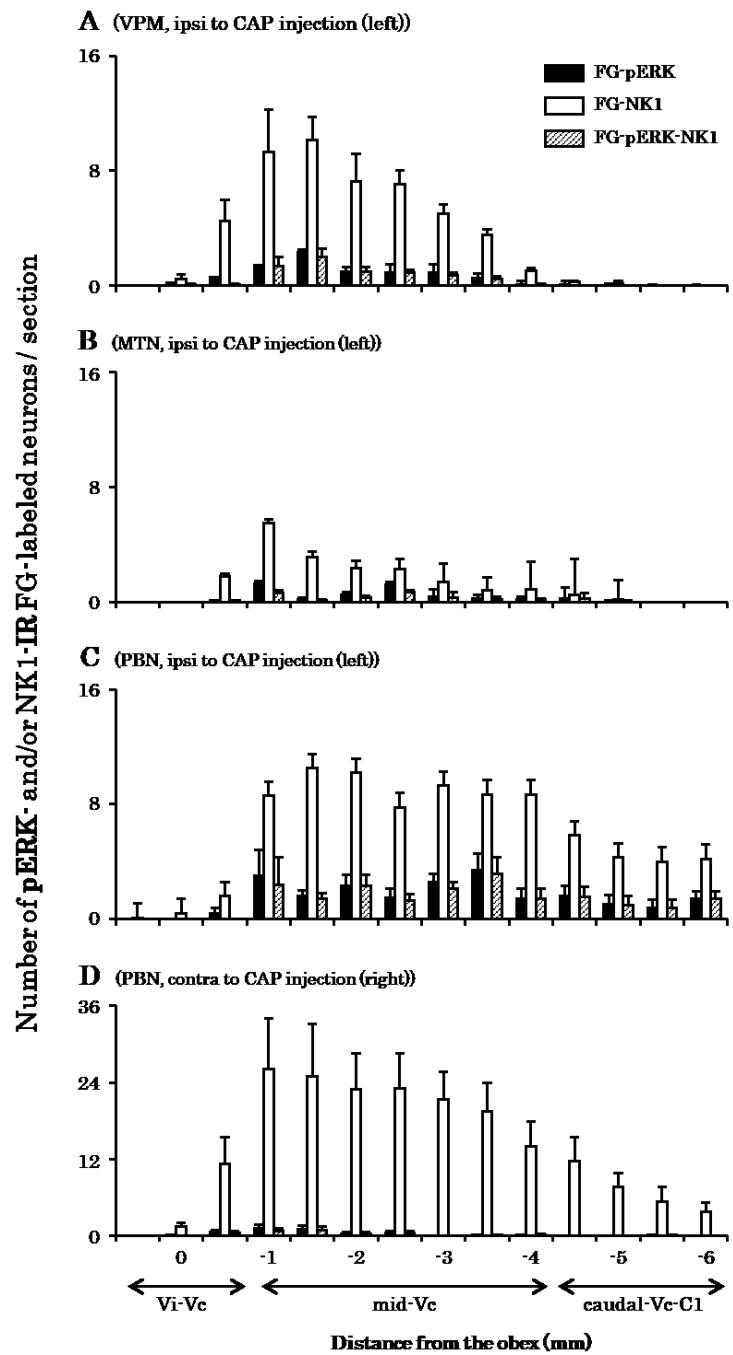 A (VPM, ipsi to CAP injection (left))
16
8
0
FG-pERK
FG-NK1
FG-pERK-NK1
B (MTN, ipsi to CAP injection (left))
16
8
0
C (PBN, ipsi to CAP injection (left))
16
8
0
D (PBN, contra to CAP injection (right))
36
24
12
0
Number of pERK- and/or NK1-IR FG-labeled neurons / section
0 -1 -2 -3 -4 -5 -6
Vi-Vc mid-Vc caudal-Vc-C1
Distance from the obex (mm)